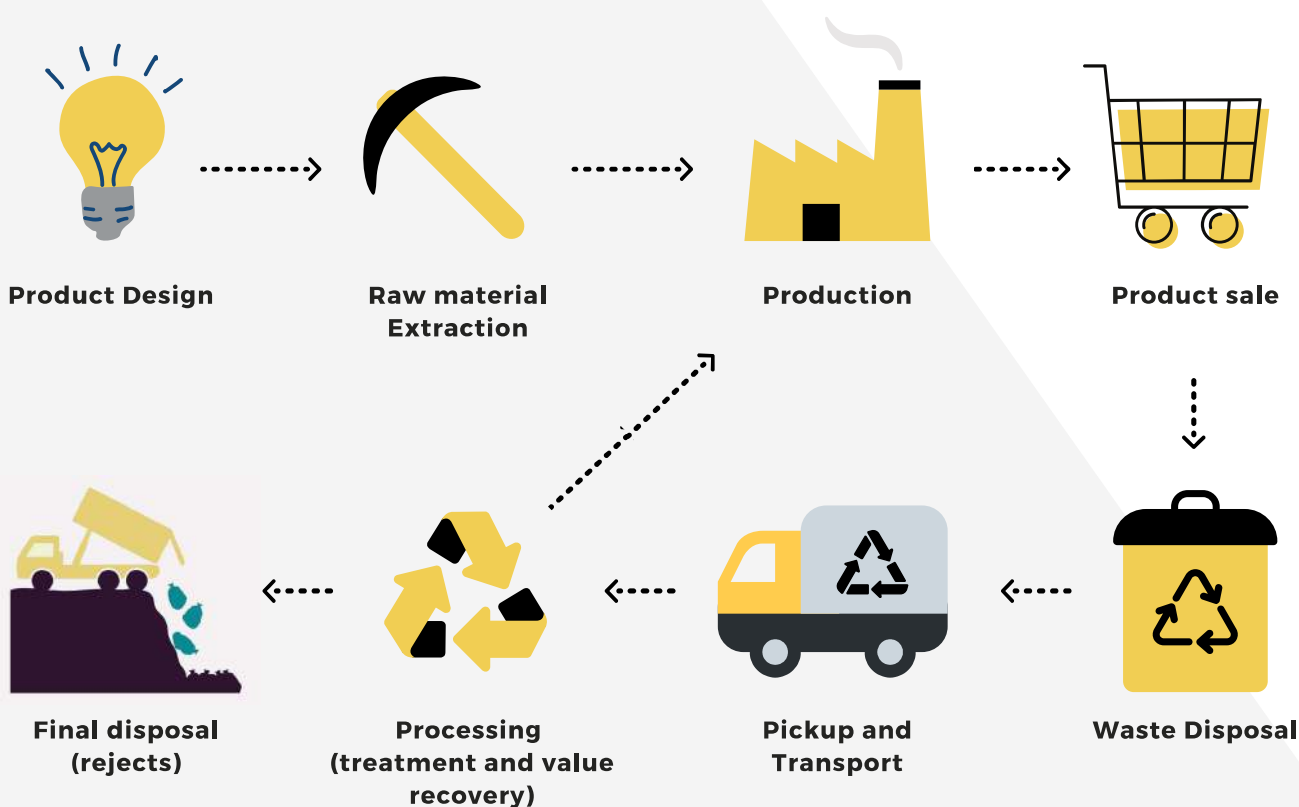 Product Design
Raw material
Extraction
Production
Product sale
Final disposal
(rejects)
Processing
(treatment and value
recovery)
Pickup and
Transport
Waste Disposal